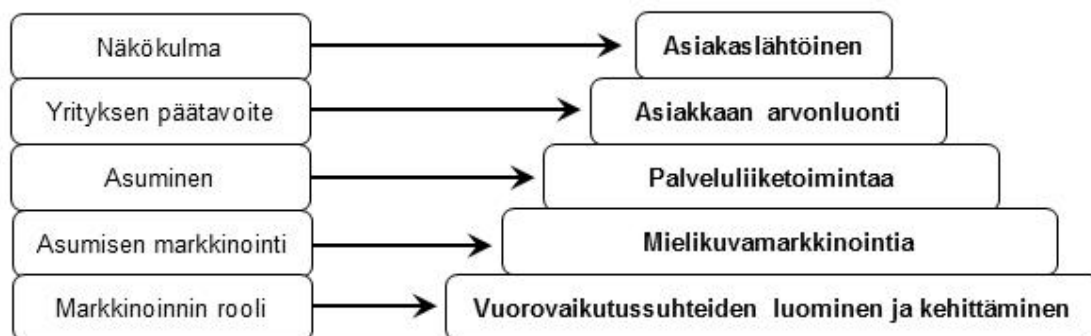 Näkökulma
Asiakaslähtöinen
Yrityksen päätavoite
Asiakkaan arvonluonti
Asuminen
Palveluliiketoimintaa
Asumisen markkinointi
Mielikuvamarkkinointia
Markkinoinnin rooli
Vuorovaikutussuhteiden luominen ja kehittäminen